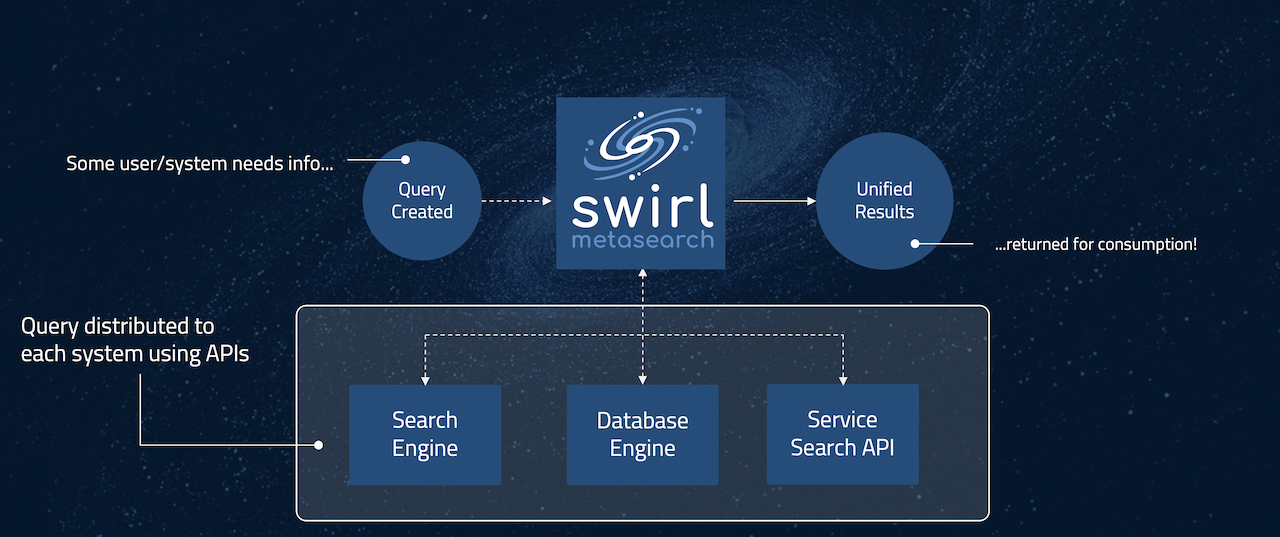 Some user/system needs info...
Query
Created
swirl
metasearch
Unified
Results
...returned for consumption!
Query distributed to
each system using APIs
Search
Engine
Database
Engine
Service
Search API